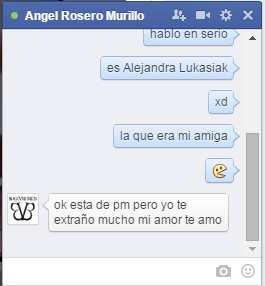 Angel Rosero Murillo
hablo en serio
es Alejandra Lukasiak
xd
la que era mi amiga
ok esta de pm pero yo te
extraño mucho mi amor te amo